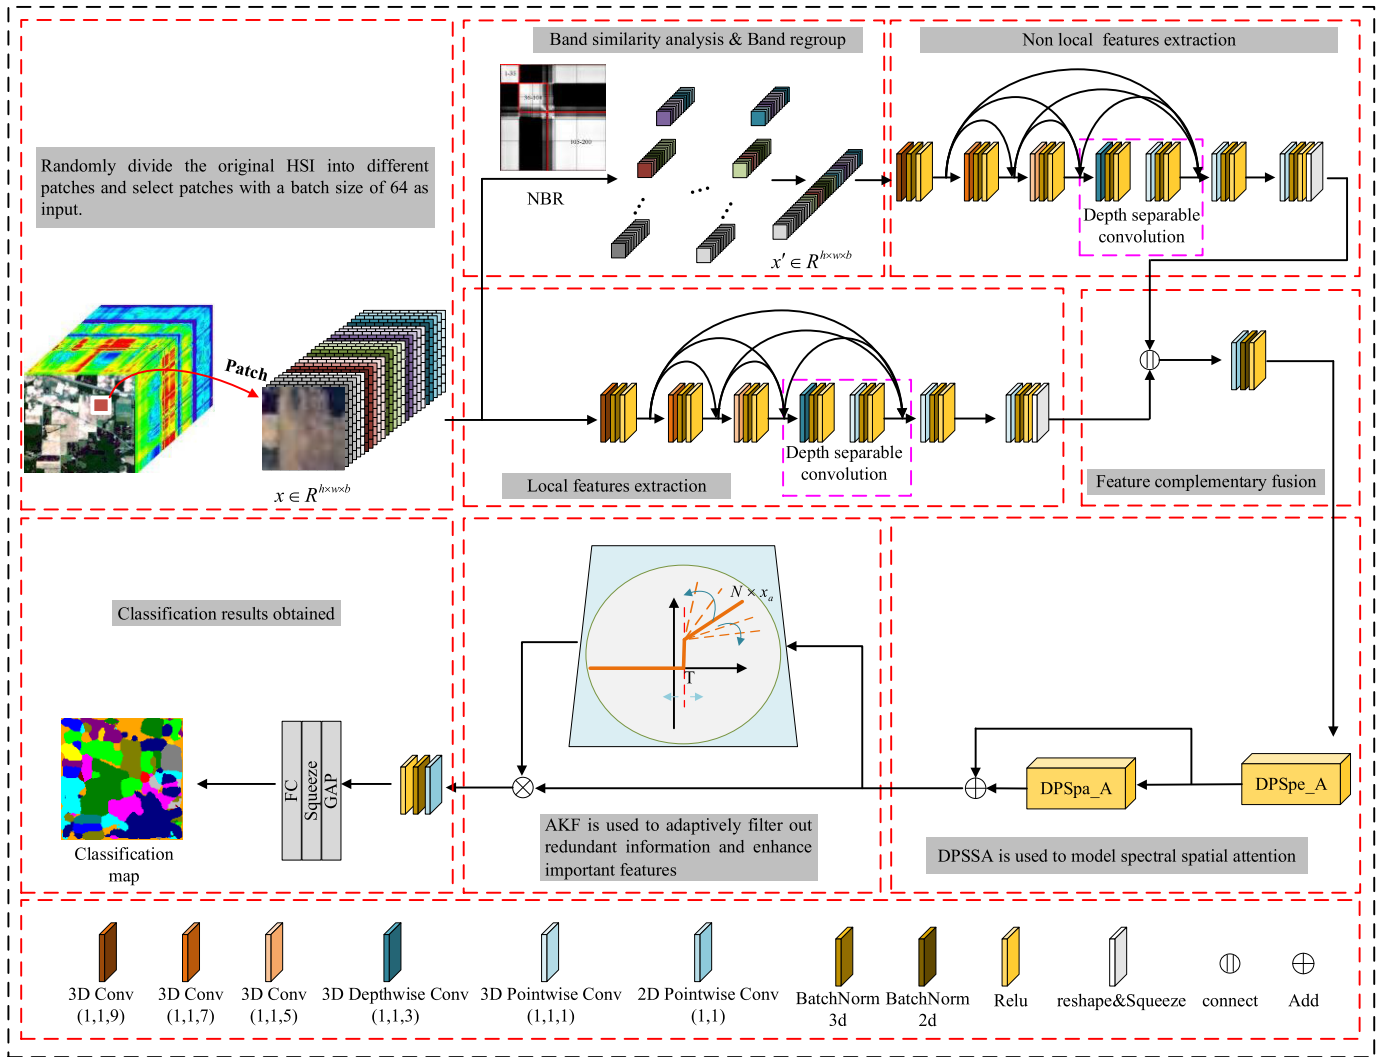 Band similarity analysis & Band regroup
Non local features extraction
1-35
36-102
103-200
Randomly divide the original HSI into different
patches and select patches with a batch size of 64 as
input.
NBR
x′ ∈ R^{h×w×b}
Depth separable
convolution
Patch
x ∈ R^{h×w×b}
Depth separable
convolution
Local features extraction
Feature complementary fusion
Classification results obtained
N × x_a
T
FC
Squeeze
GAP
Classification
map
AKF is used to adaptively filter out
redundant information and enhance
important features
DPSpa_A
DPSpe_A
DPSSA is used to model spectral spatial attention
3D Conv
(1,1,9)
3D Conv
(1,1,7)
3D Conv
(1,1,5)
3D Depthwise Conv
(1,1,3)
3D Pointwise Conv
(1,1,1)
2D Pointwise Conv
(1,1)
BatchNorm
3d
BatchNorm
2d
Relu
reshape&Squeeze
connect
Add